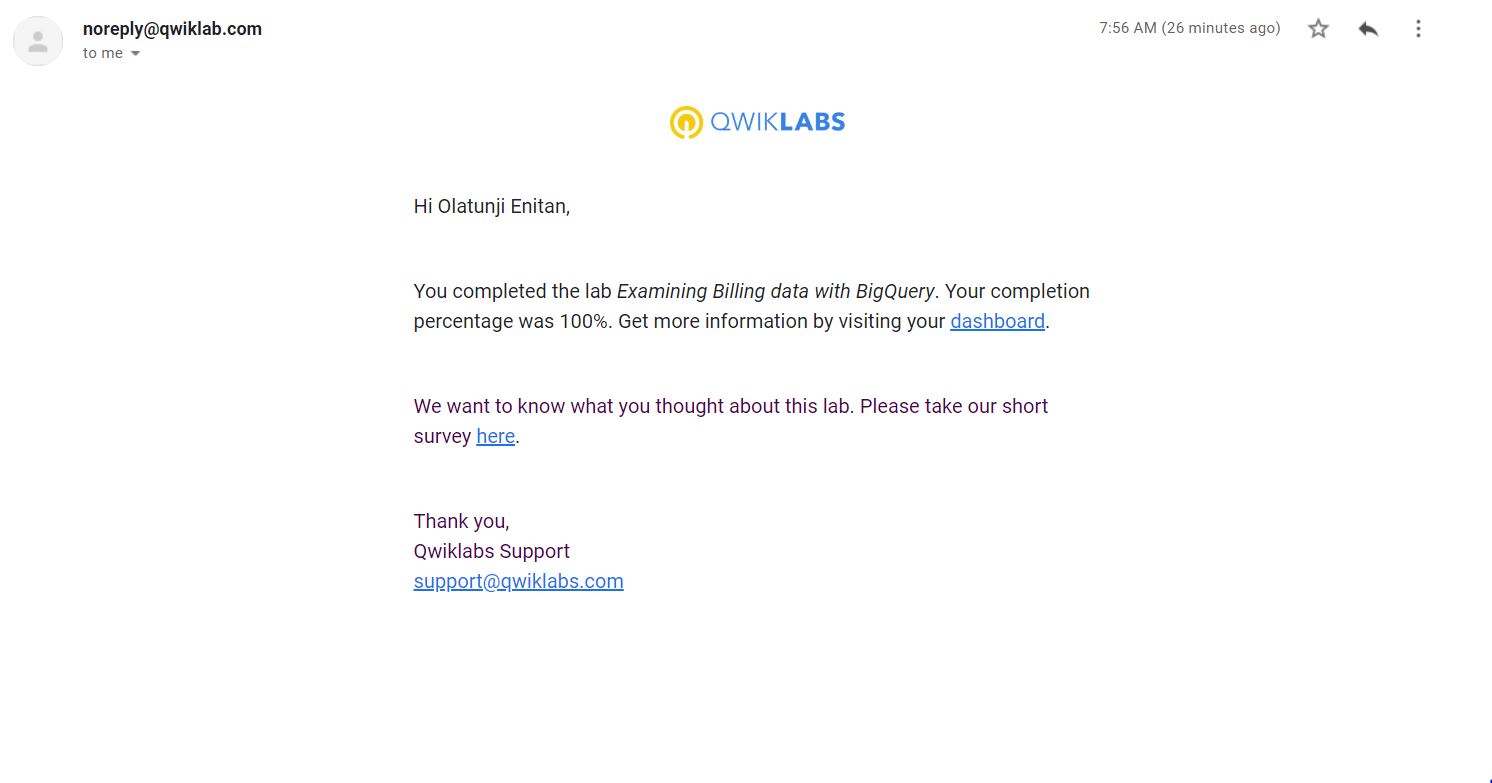 noreply@qwiklab.com
7:56 AM (26 minutes ago)
to me
QWIKLABS
Hi Olatunji Enitan,
You completed the lab Examining Billing data with BigQuery. Your completion
percentage was 100%. Get more information by visiting your dashboard.
We want to know what you thought about this lab. Please take our short
survey here.
Thank you,
Qwiklabs Support
support@qwiklabs.com